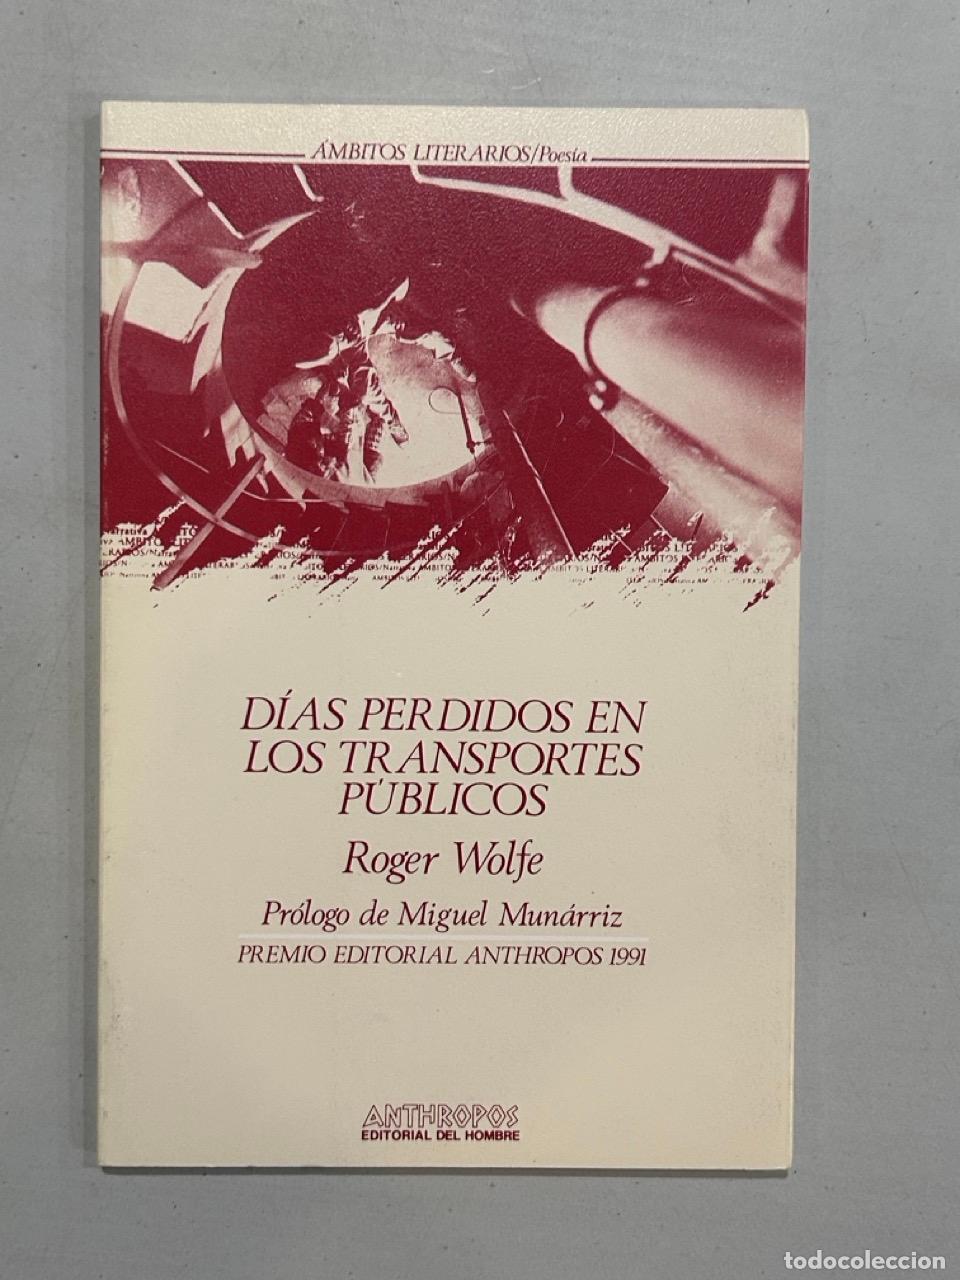 ÁMBITOS LITERARIOS/Poesía
DÍAS PERDIDOS EN
LOS TRANSPORTES
PÚBLICOS
Roger Wolfe
Prólogo de Miguel Munárriz
PREMIO EDITORIAL ANTHROPOS 1991
ANTHROPOS
EDITORIAL DEL HOMBRE
todocoleccion